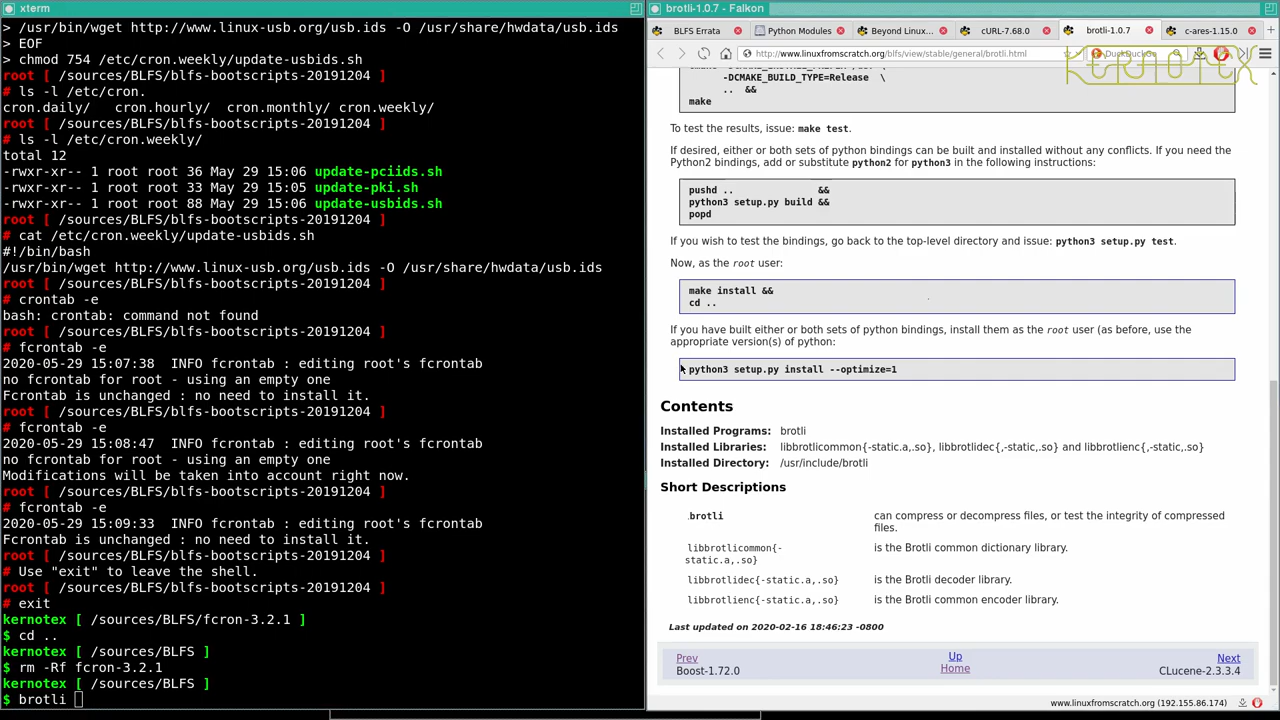 xterm
> /usr/bin/wget http://www.linux-usb.org/usb.ids -O /usr/share/hwdata/usb.ids
> EOF
> chmod 754 /etc/cron.weekly/update-usbids.sh
root [ /sources/BLFS/blfs-bootscripts-20191204 ]
# ls -l /etc/cron.
cron.daily/   cron.hourly/  cron.monthly/ cron.weekly/
root [ /sources/BLFS/blfs-bootscripts-20191204 ]
# ls -l /etc/cron.weekly/
total 12
-rwxr-xr-- 1 root root 36 May 29 15:06 update-pciids.sh
-rwxr-xr-- 1 root root 33 May 29 15:05 update-pki.sh
-rwxr-xr-- 1 root root 88 May 29 15:06 update-usbids.sh
root [ /sources/BLFS/blfs-bootscripts-20191204 ]
# cat /etc/cron.weekly/update-usbids.sh
#!/bin/bash
/usr/bin/wget http://www.linux-usb.org/usb.ids -O /usr/share/hwdata/usb.ids
root [ /sources/BLFS/blfs-bootscripts-20191204 ]
# crontab -e
bash: crontab: command not found
root [ /sources/BLFS/blfs-bootscripts-20191204 ]
# fcrontab -e
2020-05-29 15:07:38  INFO fcrontab : editing root's fcrontab
no fcrontab for root - using an empty one
Fcrontab is unchanged : no need to install it.
root [ /sources/BLFS/blfs-bootscripts-20191204 ]
# fcrontab -e
2020-05-29 15:08:47  INFO fcrontab : editing root's fcrontab
no fcrontab for root - using an empty one
Modifications will be taken into account right now.
root [ /sources/BLFS/blfs-bootscripts-20191204 ]
# fcrontab -e
2020-05-29 15:09:33  INFO fcrontab : editing root's fcrontab
Fcrontab is unchanged : no need to install it.
root [ /sources/BLFS/blfs-bootscripts-20191204 ]
# Use "exit" to leave the shell.
root [ /sources/BLFS/blfs-bootscripts-20191204 ]
# exit
kernotex [ /sources/BLFS/fcron-3.2.1 ]
$ cd ..
kernotex [ /sources/BLFS ]
$ rm -Rf fcron-3.2.1
kernotex [ /sources/BLFS ]
$ brotli
brotli-1.0.7 - Falkon
BLFS Errata
Python Modules
Beyond Linux...
cURL-7.68.0
brotli-1.0.7
c-ares-1.15.0
http://www.linuxfromscratch.org/blfs/view/stable/general/brotli.html
DuckDuckGo
KERNOTEX
-DCMAKE_BUILD_TYPE=Release  \
..  &&
make
To test the results, issue: make test.
If desired, either or both sets of python bindings can be built and installed without any conflicts. If you need the
Python2 bindings, add or substitute python2 for python3 in the following instructions:
pushd ..              &&
python3 setup.py build &&
popd
If you wish to test the bindings, go back to the top-level directory and issue: python3 setup.py test.
Now, as the root user:
make install &&
cd ..
If you have built either or both sets of python bindings, install them as the root user (as before, use the
appropriate version(s) of python:
python3 setup.py install --optimize=1
Contents
Installed Programs: brotli
Installed Libraries: libbrotlicommon{-static.a,.so}, libbrotlidec{,-static,.so} and libbrotlienc{,-static,.so}
Installed Directory: /usr/include/brotli
Short Descriptions
brotli can compress or decompress files, or test the integrity of compressed
files.
libbrotlicommon{- is the Brotli common dictionary library.
static.a,.so}
libbrotlidec{-static.a,.so} is the Brotli decoder library.
libbrotlienc{-static.a,.so} is the Brotli common encoder library.
Last updated on 2020-02-16 18:46:23 -0800
Prev Up Next
Boost-1.72.0 Home CLucene-2.3.3.4
www.linuxfromscratch.org (192.155.86.174)